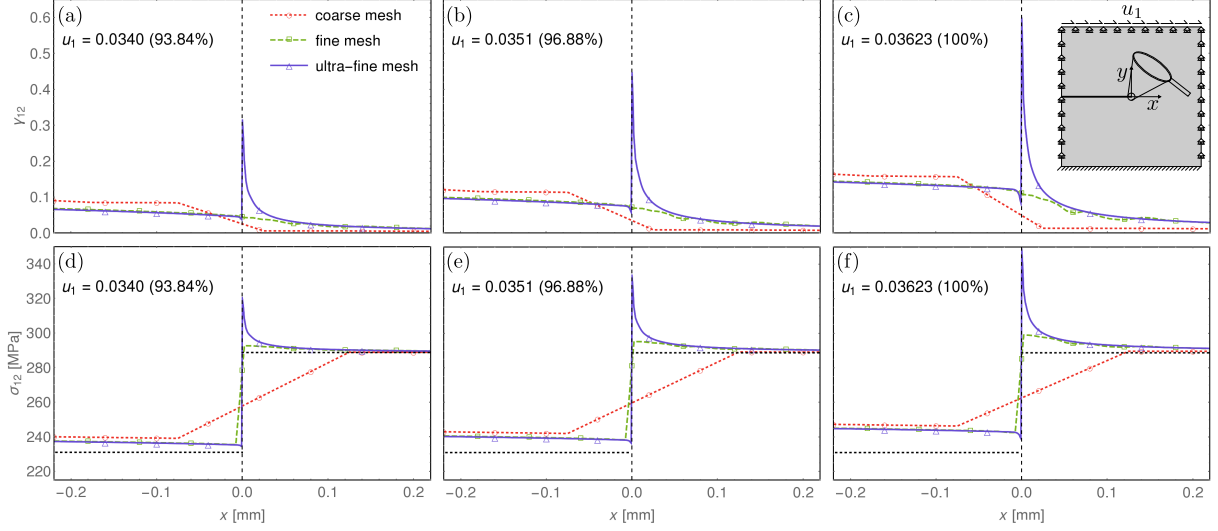 (a)
u₁ = 0.0340 (93.84%)
coarse mesh
fine mesh
ultra-fine mesh
(b)
u₁ = 0.0351 (96.88%)
(c)
u₁ = 0.03623 (100%)
u₁
y
x
γ₁₂
0.6
0.5
0.4
0.3
0.2
0.1
0.0
(d)
u₁ = 0.0340 (93.84%)
(e)
u₁ = 0.0351 (96.88%)
(f)
u₁ = 0.03623 (100%)
σ₁₂ [MPa]
340
320
300
280
260
240
220
−0.2 −0.1 0.0 0.1 0.2
−0.2 −0.1 0.0 0.1 0.2
−0.2 −0.1 0.0 0.1 0.2
x [mm]
x [mm]
x [mm]